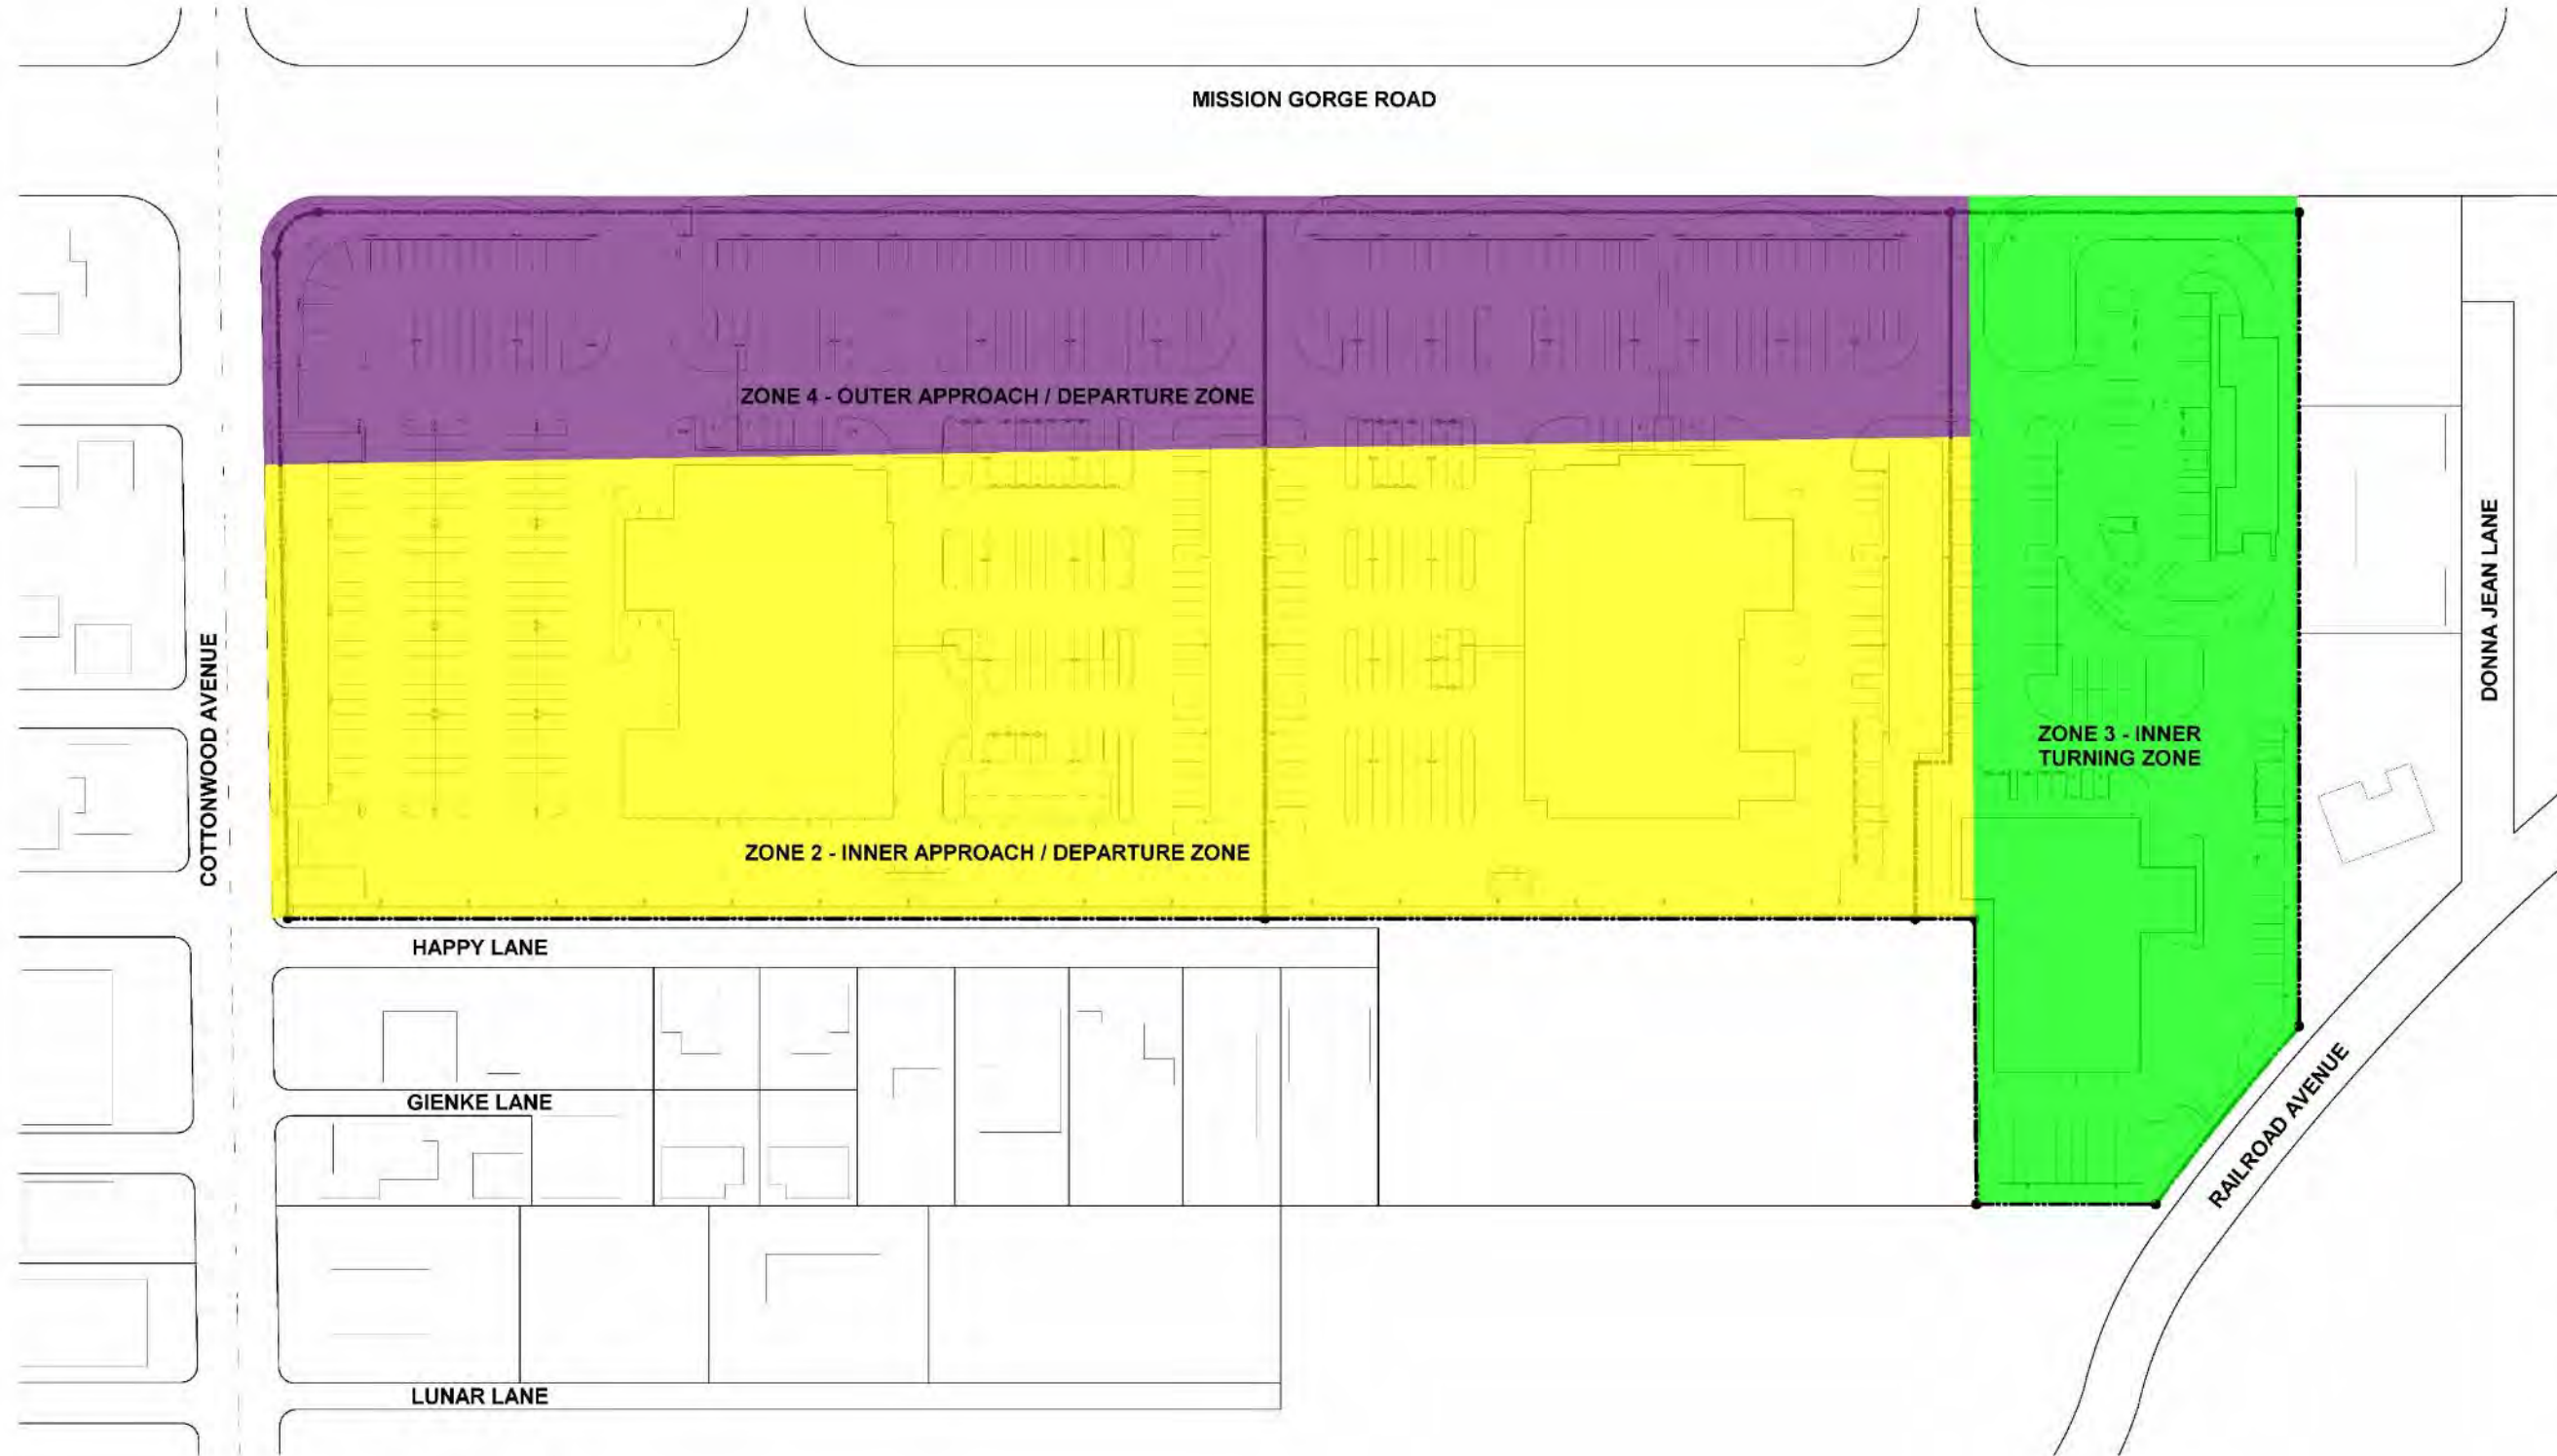 MISSION GORGE ROAD
ZONE 4 - OUTER APPROACH / DEPARTURE ZONE
COTTONWOOD AVENUE
DONNA JEAN LANE
ZONE 3 - INNER
TURNING ZONE
ZONE 2 - INNER APPROACH / DEPARTURE ZONE
HAPPY LANE
GIENKE LANE
RAILROAD AVENUE
LUNAR LANE